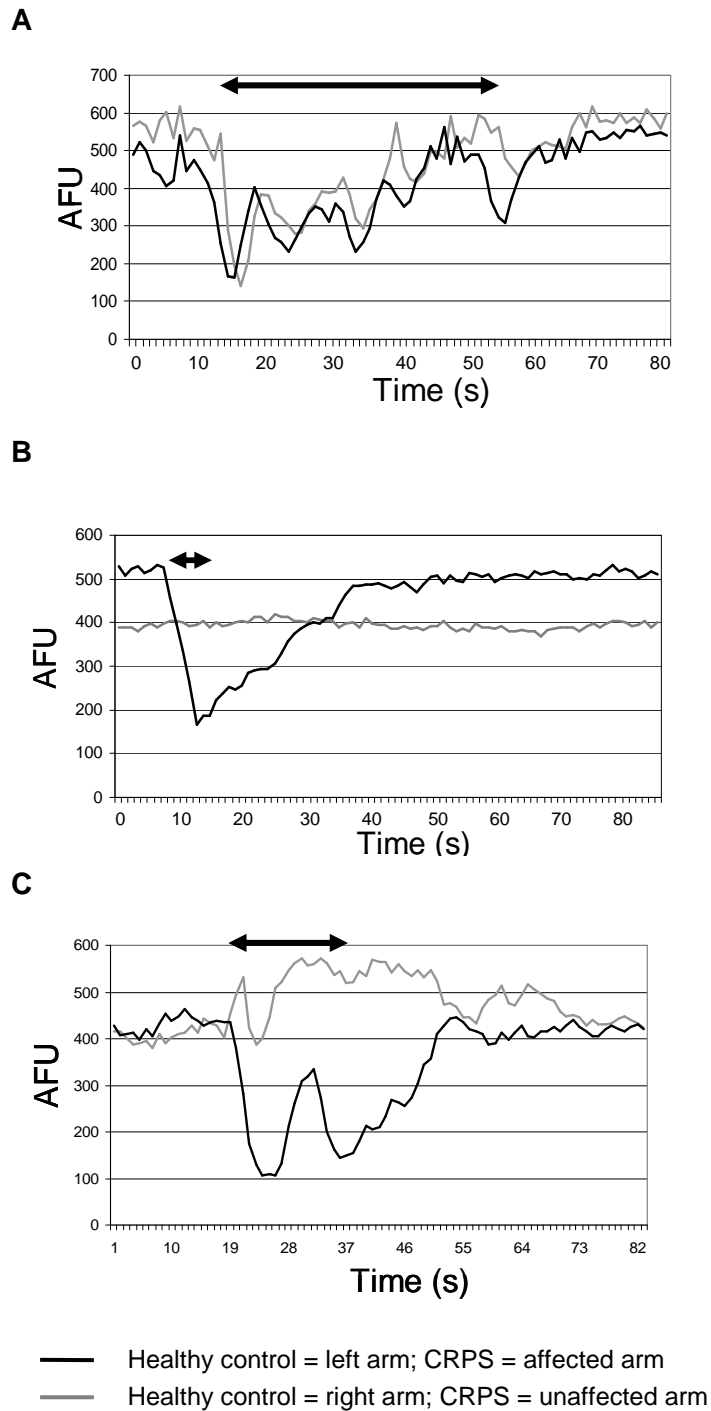 A
700
600
500
400
300
200
100
0
AFU
0 10 20 30 40 50 60 70 80
Time (s)
B
600
500
400
300
200
100
0
AFU
0 10 20 30 40 50 60 70 80
Time (s)
C
600
500
400
300
200
100
0
AFU
1 10 19 28 37 46 55 64 73 82
Time (s)
Healthy control = left arm; CRPS = affected arm
Healthy control = right arm; CRPS = unaffected arm